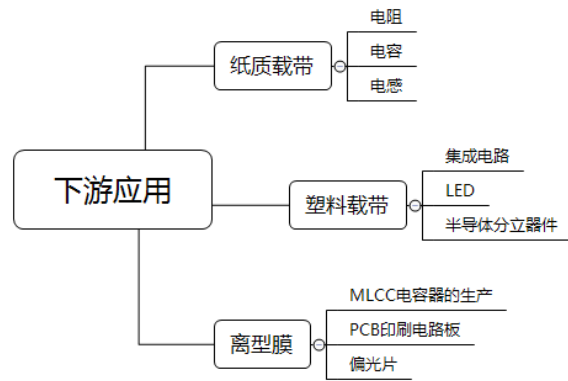 下游应用
纸质载带
电阻
电容
电感
塑料载带
集成电路
LED
半导体分立器件
离型膜
MLCC电容器的生产
PCB印刷电路板
偏光片